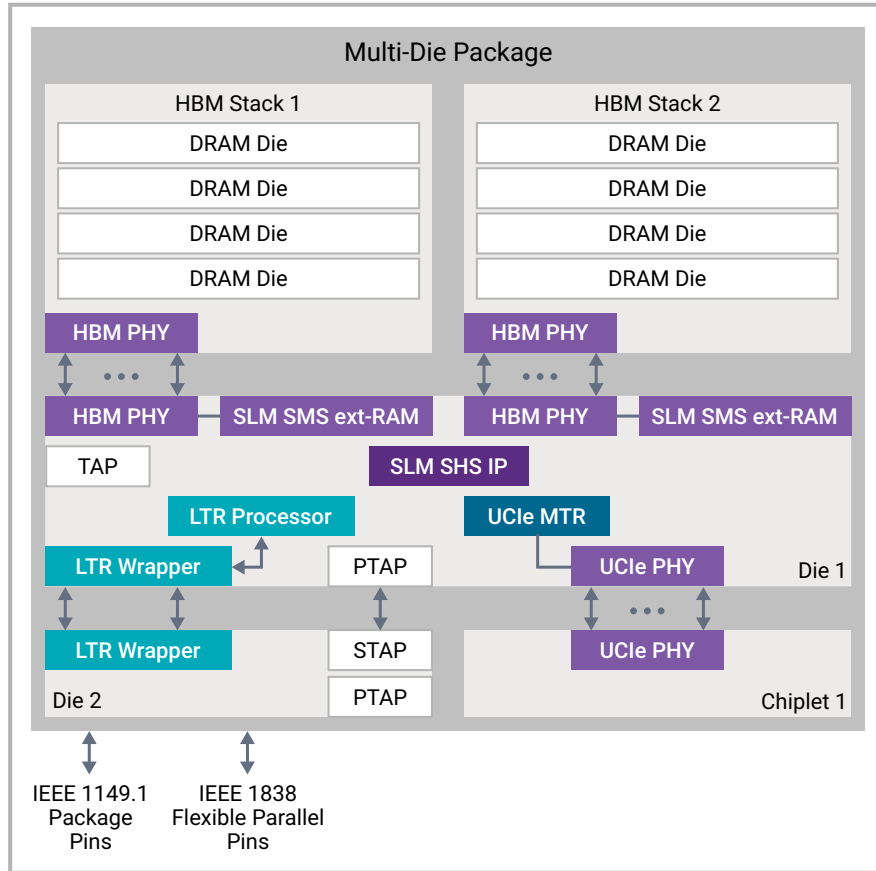 Multi-Die Package
HBM Stack 1
HBM Stack 2
DRAM Die
DRAM Die
DRAM Die
DRAM Die
DRAM Die
DRAM Die
DRAM Die
DRAM Die
HBM PHY
HBM PHY
HBM PHY
SLM SMS ext-RAM
HBM PHY
SLM SMS ext-RAM
TAP
SLM SHS IP
LTR Processor
UCIe MTR
LTR Wrapper
PTAP
UCIe PHY
Die 1
LTR Wrapper
STAP
UCIe PHY
Die 2
PTAP
Chiplet 1
IEEE 1149.1
Package
Pins
IEEE 1838
Flexible Parallel
Pins